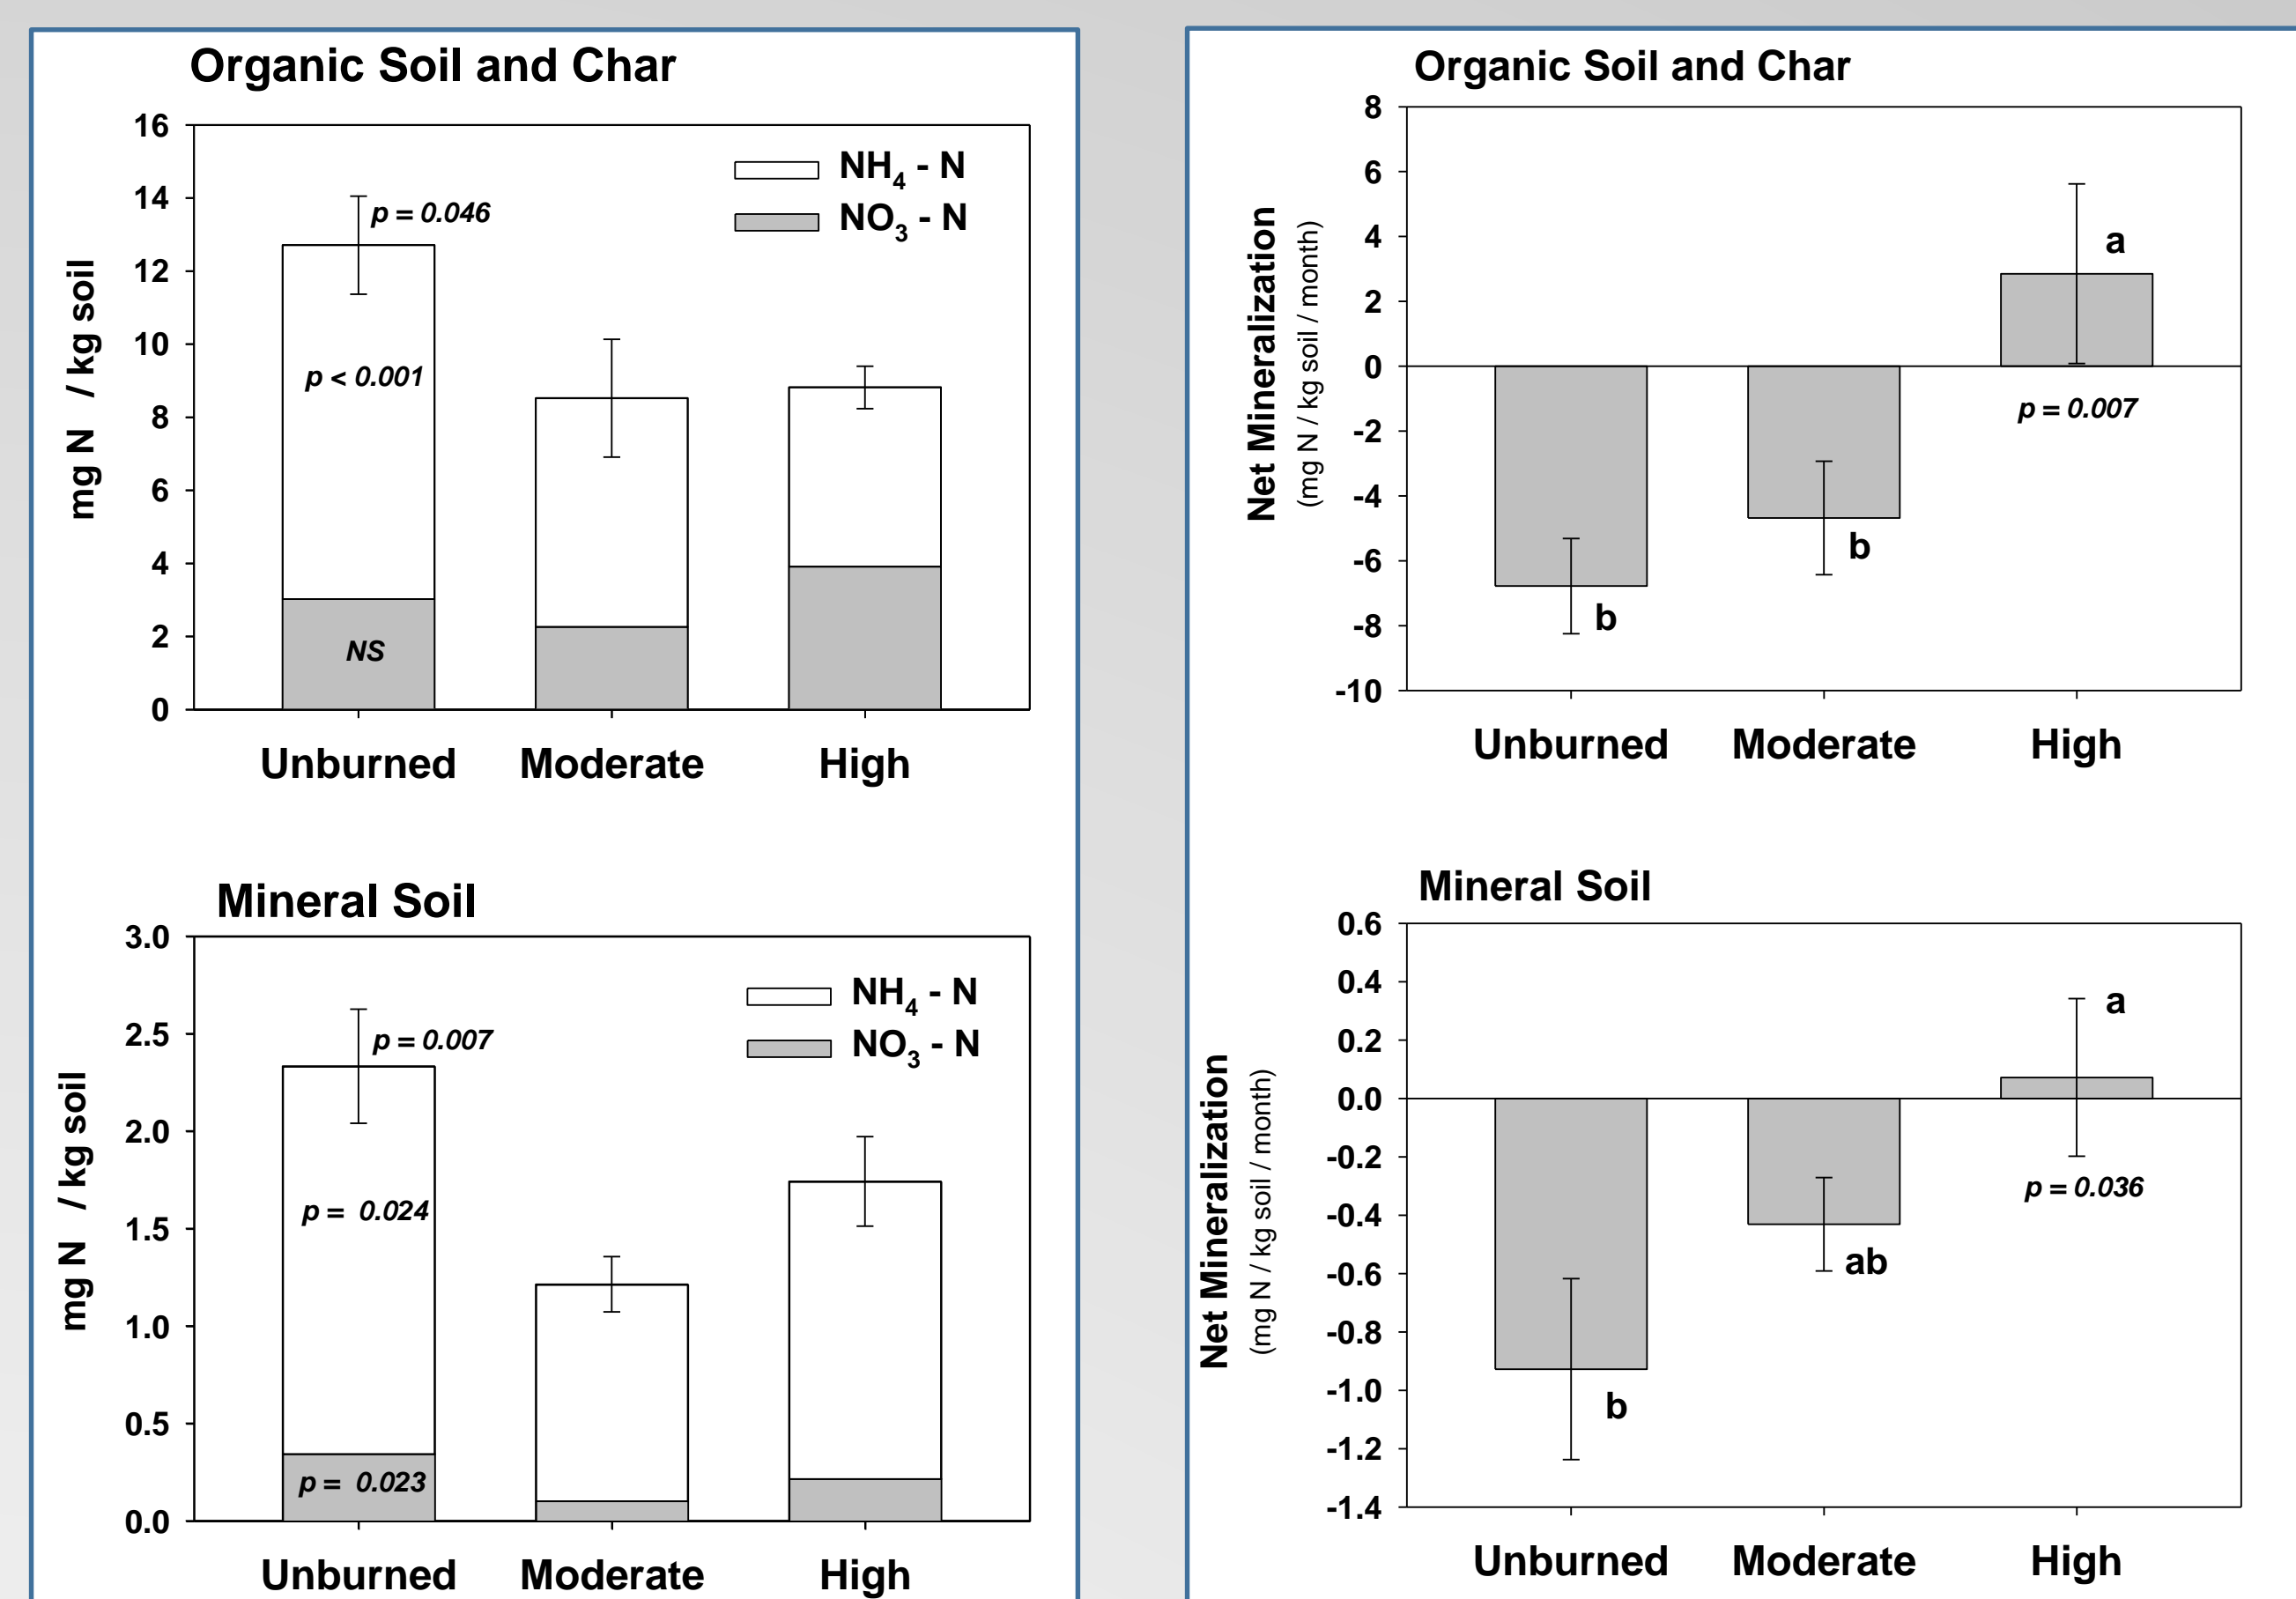 Organic Soil and Char
16
14
12
10
8
6
4
2
0
mg N / kg soil
NH4 - N
NO3 - N
p = 0.046
p < 0.001
NS
Unburned Moderate High
Mineral Soil
3.0
2.5
2.0
1.5
1.0
0.5
0.0
mg N / kg soil
NH4 - N
NO3 - N
p = 0.007
p = 0.024
p = 0.023
Unburned Moderate High
Organic Soil and Char
8
6
4
2
0
-2
-4
-6
-8
-10
Net Mineralization
(mg N / kg soil / month)
a
p = 0.007
b
b
Unburned Moderate High
Mineral Soil
0.6
0.4
0.2
0.0
-0.2
-0.4
-0.6
-0.8
-1.0
-1.2
-1.4
Net Mineralization
(mg N / kg soil / month)
a
p = 0.036
ab
b
Unburned Moderate High